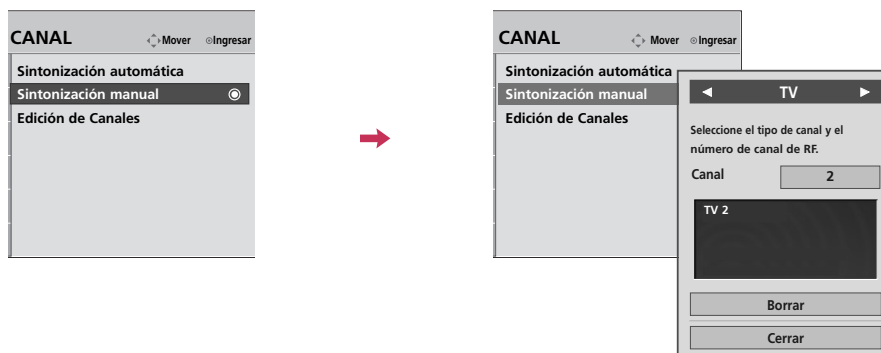 CANAL Mover Ingresar
Sintonización automática
Sintonización manual
Edición de Canales
CANAL Mover Ingresar
Sintonización automática
Sintonización manual
Edición de Canales
TV
Seleccione el tipo de canal y el
número de canal de RF.
Canal 2
TV 2
Borrar
Cerrar